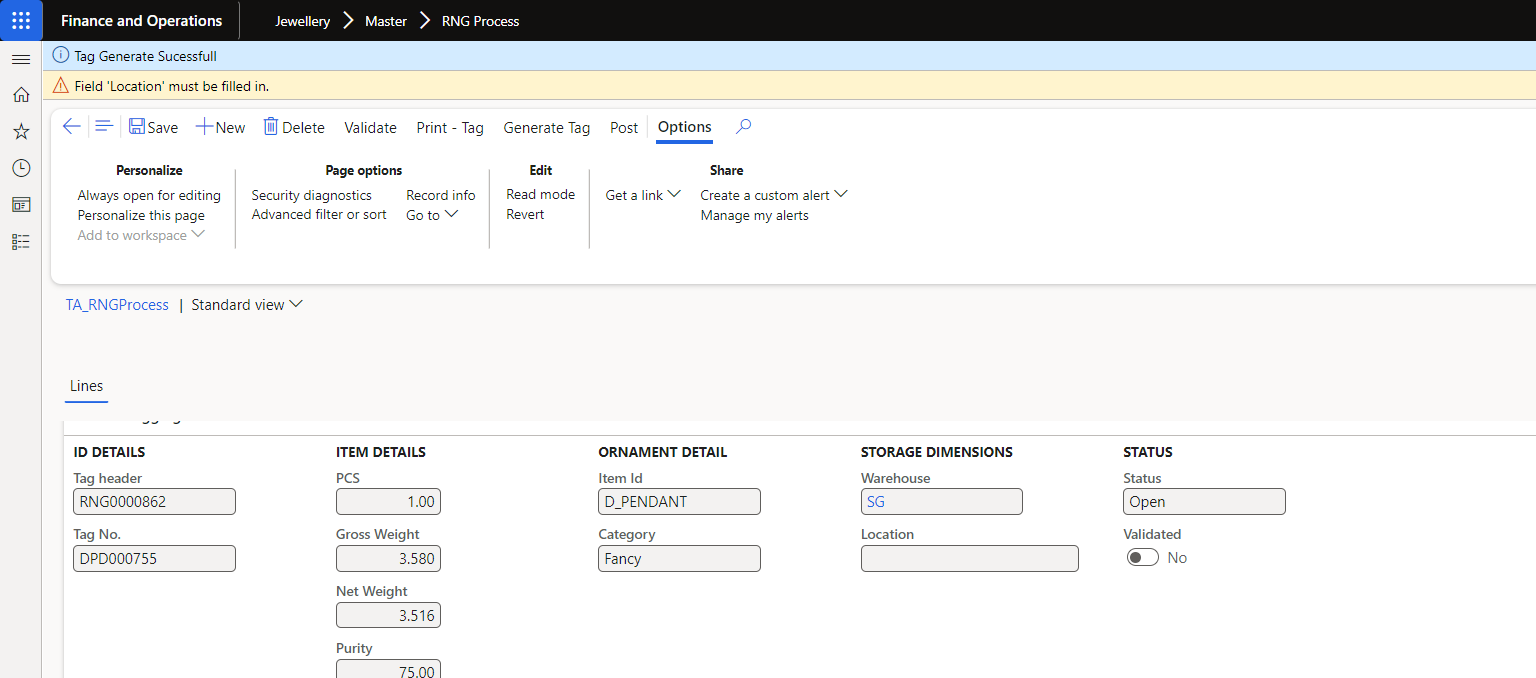 Finance and Operations
Jewellery > Master > RNG Process
Tag Generate Sucessfull
Field 'Location' must be filled in.
Save New Delete Validate Print - Tag Generate Tag Post Options
Personalize
Always open for editing
Personalize this page
Add to workspace
Page options
Security diagnostics
Advanced filter or sort
Record info
Go to
Edit
Read mode
Revert
Share
Get a link
Create a custom alert
Manage my alerts
TA_RNGProcess | Standard view
Lines
ID DETAILS
Tag header
RNG0000862
Tag No.
DPD000755
ITEM DETAILS
PCS
1.00
Gross Weight
3.580
Net Weight
3.516
Purity
75.00
ORNAMENT DETAIL
Item Id
D_PENDANT
Category
Fancy
STORAGE DIMENSIONS
Warehouse
SG
Location
STATUS
Status
Open
Validated
No